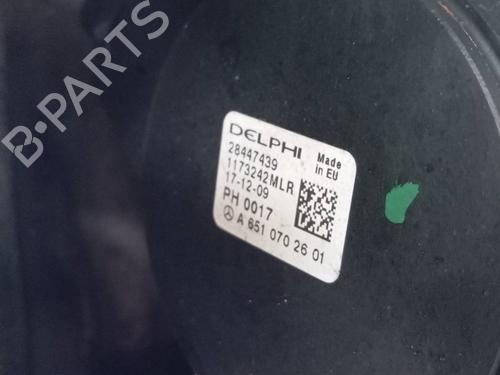 B-PARTS
DELPHI
Made
in EU
28447439
1173242MLR
17-12-09
PH 0017
A 651 070 26 01